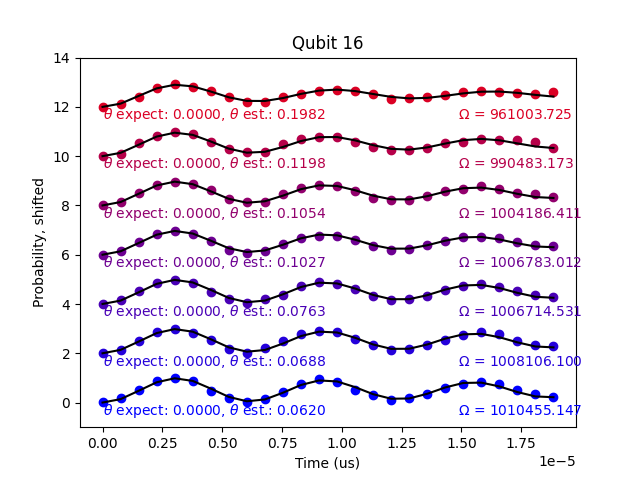 Qubit 16
14
12
θ expect: 0.0000, θ est.: 0.1982 Ω = 961003.725
10
θ expect: 0.0000, θ est.: 0.1198 Ω = 990483.173
8
θ expect: 0.0000, θ est.: 0.1054 Ω = 1004186.411
6
θ expect: 0.0000, θ est.: 0.1027 Ω = 1006783.012
4
θ expect: 0.0000, θ est.: 0.0763 Ω = 1006714.531
2
θ expect: 0.0000, θ est.: 0.0688 Ω = 1008106.100
0
θ expect: 0.0000, θ est.: 0.0620 Ω = 1010455.147
Probability, shifted
0.00 0.25 0.50 0.75 1.00 1.25 1.50 1.75
1e−5
Time (us)